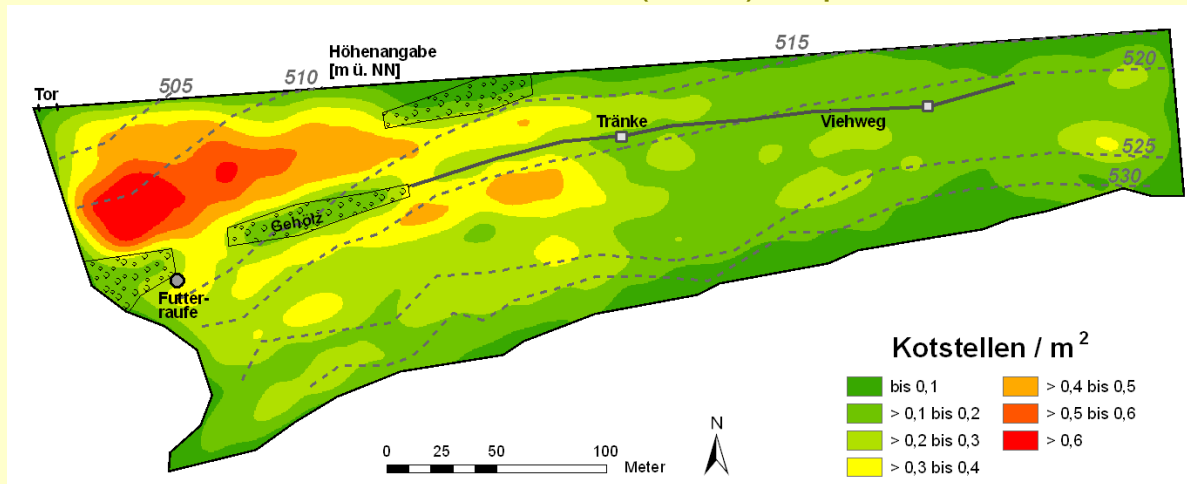 Höhenangabe
[m ü. NN]
505
510
515
520
525
530
Tor
Tränke
Viehweg
Gehölz
Futter-
raufe
Kotstellen / m²
bis 0,1
> 0,1 bis 0,2
> 0,2 bis 0,3
> 0,3 bis 0,4
> 0,4 bis 0,5
> 0,5 bis 0,6
> 0,6
0 25 50 100 Meter
N